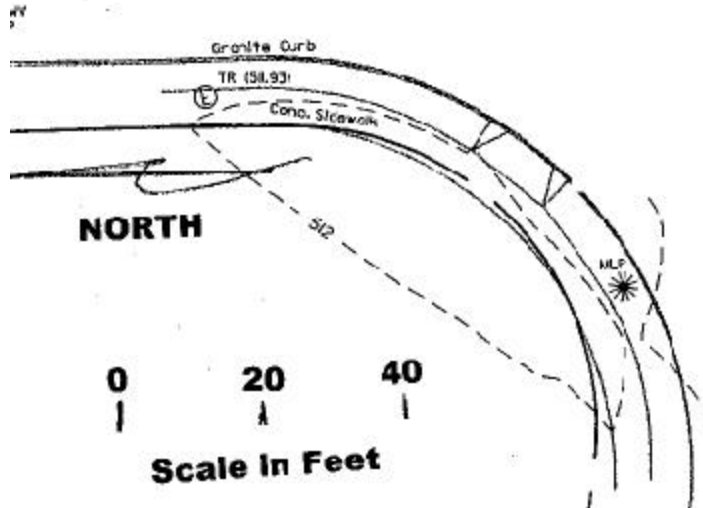 Granite Curb
TR (511.93)
E
Conc. Sidewalk
NORTH
512
MLP
0 20 40
Scale In Feet